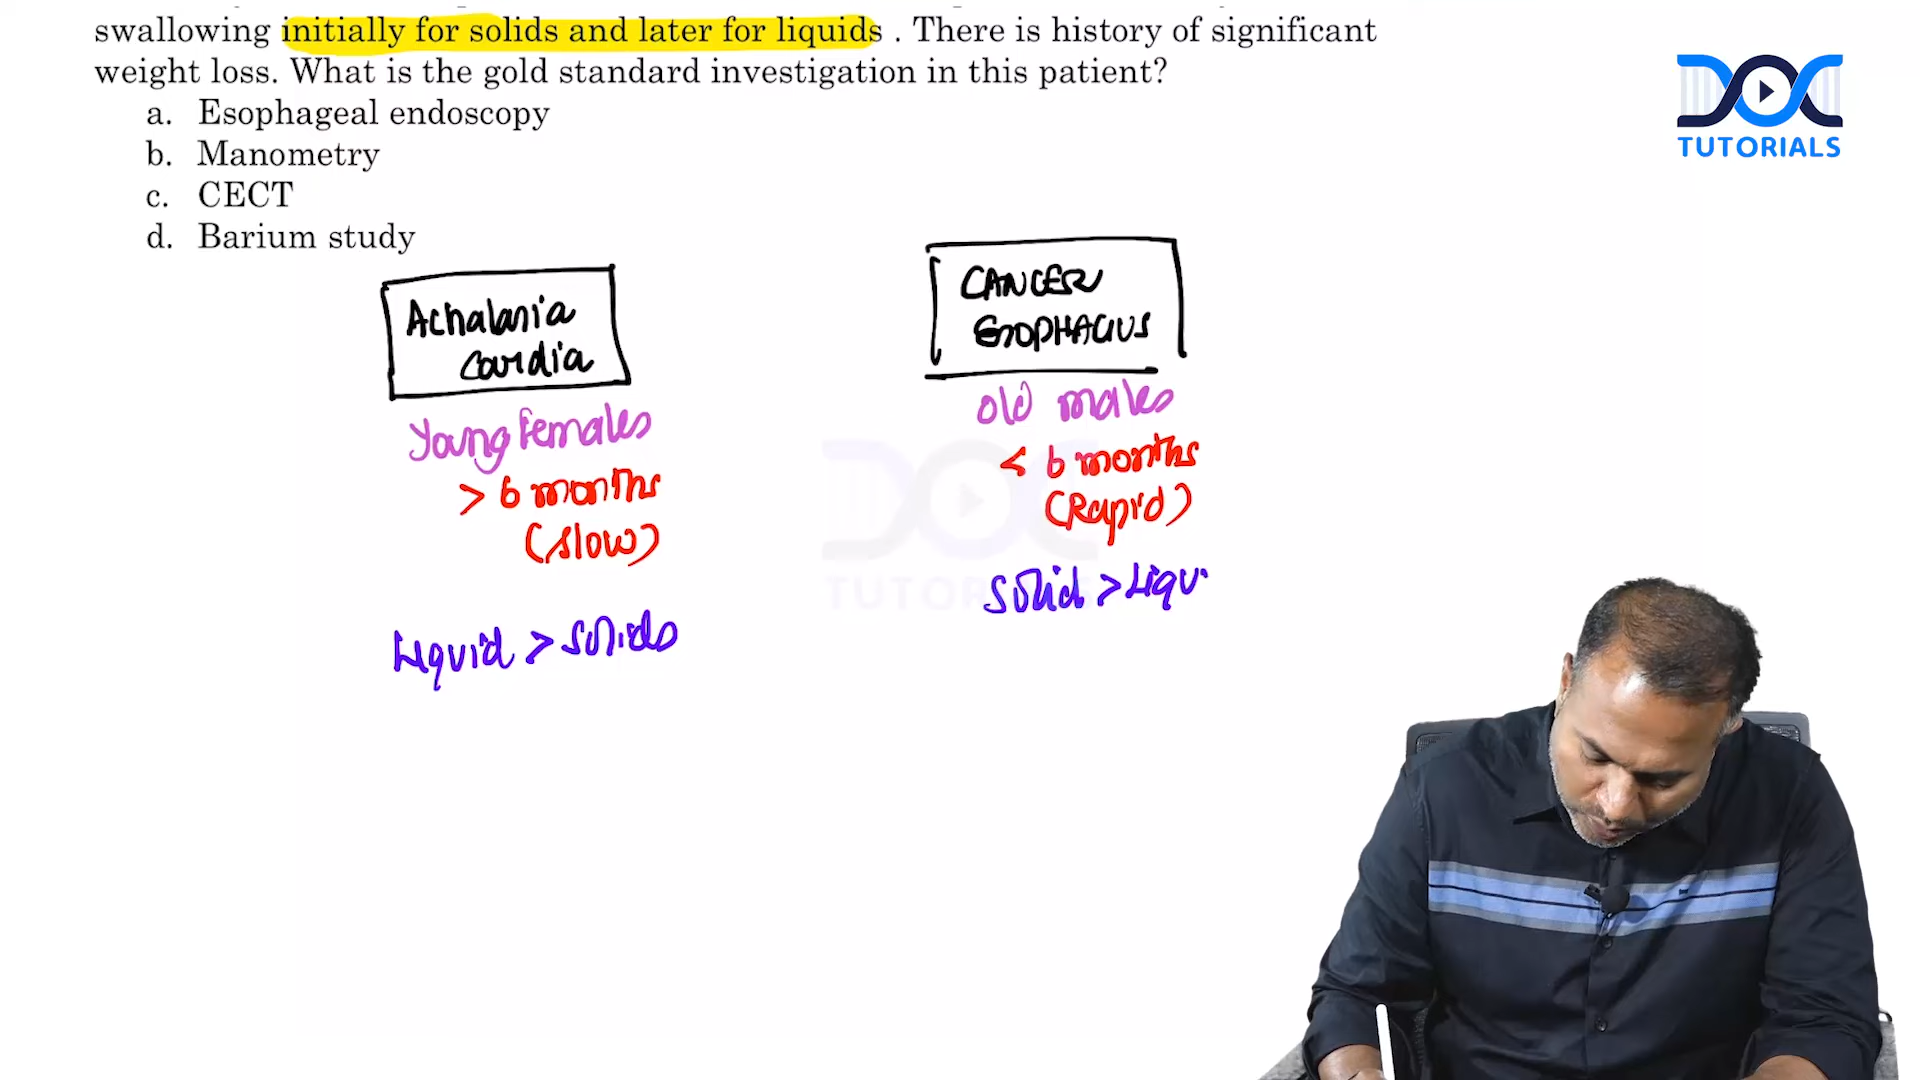 swallowing initially for solids and later for liquids . There is history of significant
weight loss. What is the gold standard investigation in this patient?
a. Esophageal endoscopy
b. Manometry
c. CECT
d. Barium study
DOC
TUTORIALS
Achalasia
cardia
Young Females
> 6 months
(slow)
Liquid > solids
CANCER
ESOPHAGUS
old males
< 6 months
(Rapid)
solid > Liqui